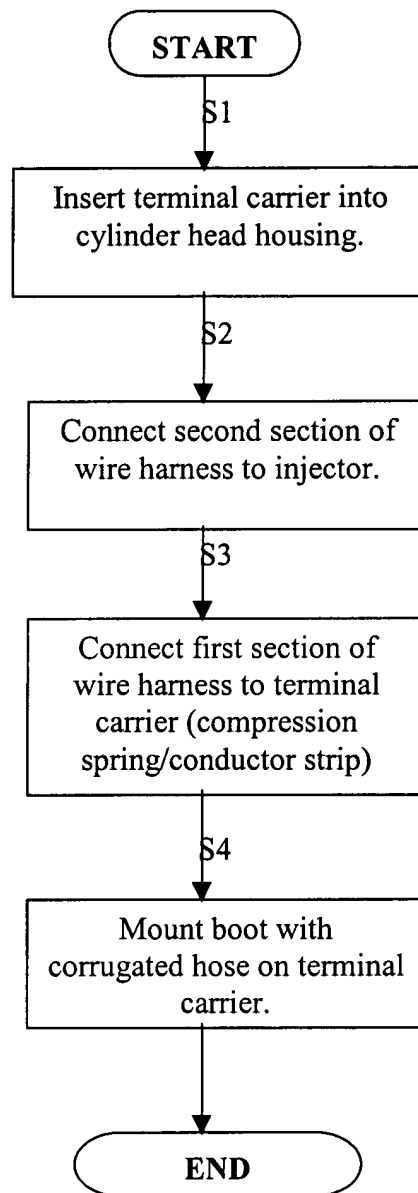 START
S1
Insert terminal carrier into
cylinder head housing.
S2
Connect second section of
wire harness to injector.
S3
Connect first section of
wire harness to terminal
carrier (compression
spring/conductor strip)
S4
Mount boot with
corrugated hose on terminal
carrier.
END